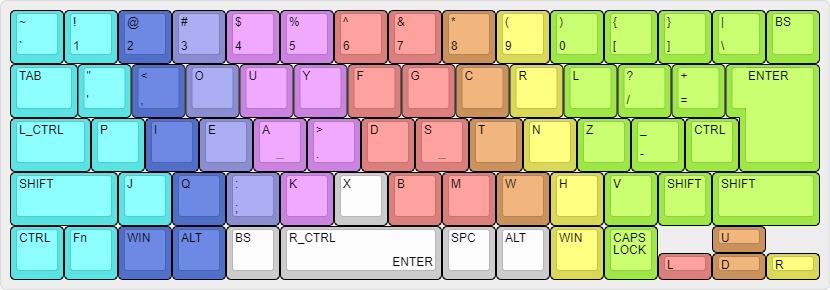 ~ ! @ # $ % ^ & * ( ) { } | BS
` 1 2 3 4 5 6 7 8 9 0 [ ] \
TAB " < O U Y F G C R L ? + ENTER
' , / =
L_CTRL P I E A > D S T N Z _ CTRL
_ . _ -
SHIFT J Q : K X B M W H V SHIFT SHIFT
;
CTRL Fn WIN ALT BS R_CTRL SPC ALT WIN CAPS U
LOCK
ENTER L D R